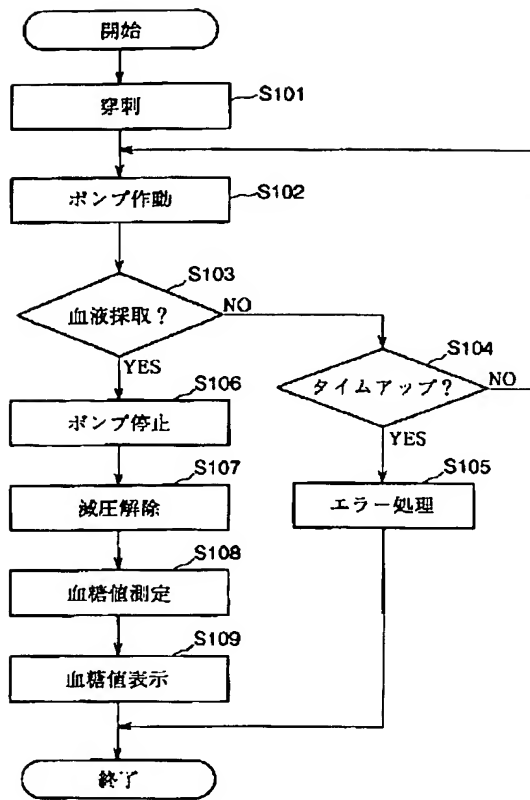 開始
穿刺
S101
ポンプ作動
S102
血液採取?
S103
NO
YES
タイムアップ?
S104
NO
YES
ポンプ停止
S106
エラー処理
S105
減圧解除
S107
血糖値測定
S108
血糖値表示
S109
終了